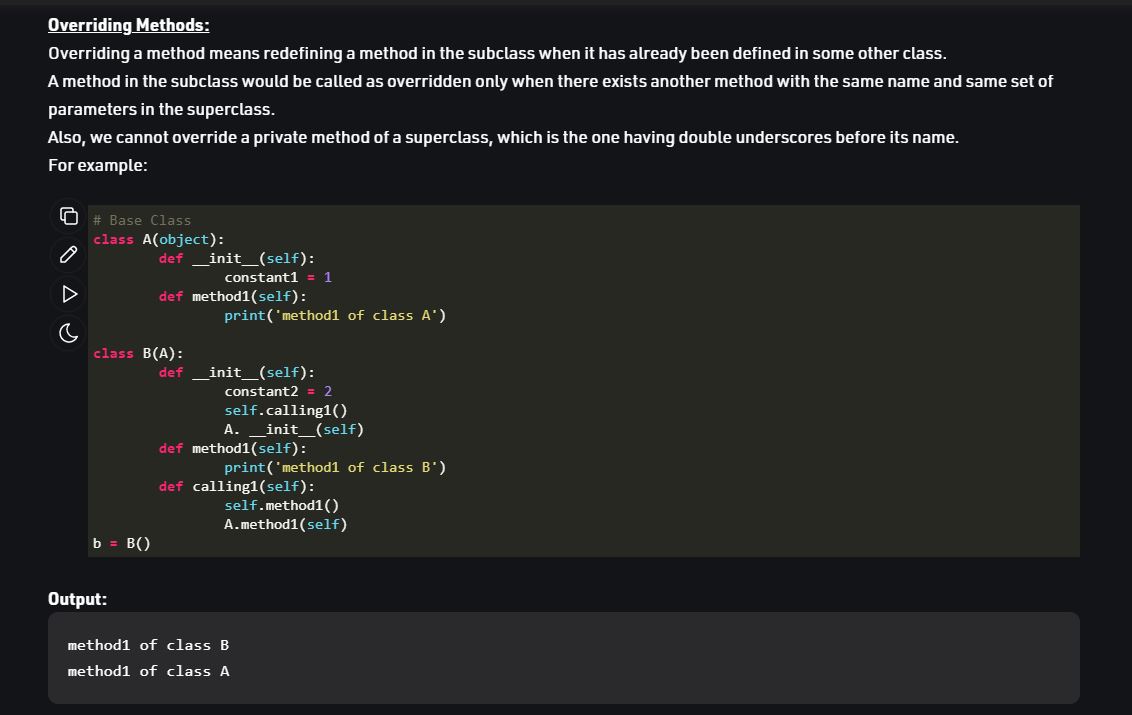 Overriding Methods:
Overriding a method means redefining a method in the subclass when it has already been defined in some other class.
A method in the subclass would be called as overridden only when there exists another method with the same name and same set of
parameters in the superclass.
Also, we cannot override a private method of a superclass, which is the one having double underscores before its name.
For example:
# Base Class
class A(object):
        def __init__(self):
                constant1 = 1
        def method1(self):
                print('method1 of class A')

class B(A):
        def __init__(self):
                constant2 = 2
                self.calling1()
                A. __init__(self)
        def method1(self):
                print('method1 of class B')
        def calling1(self):
                self.method1()
                A.method1(self)
b = B()
Output:
method1 of class B
method1 of class A